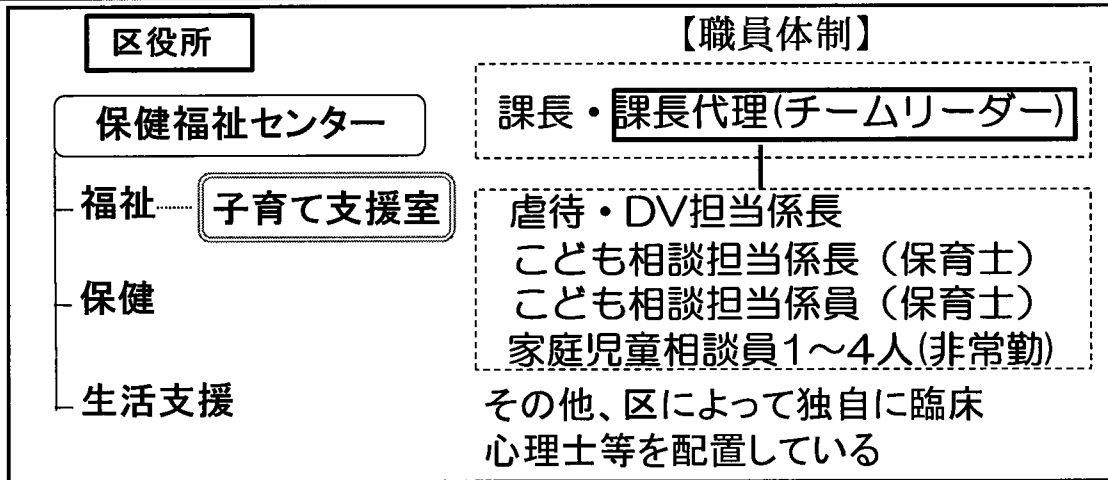 区役所
保健福祉センター
福祉
子育て支援室
保健
生活支援
【職員体制】
課長・課長代理(チームリーダー)
虐待・DV担当係長
こども相談担当係長（保育士）
こども相談担当係員（保育士）
家庭児童相談員1〜4人(非常勤)
その他、区によって独自に臨床
心理士等を配置している